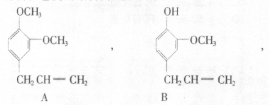 OCH₃
OH
OCH₃
OCH₃
,
,
CH₂CH═CH₂
CH₂CH═CH₂
A
B